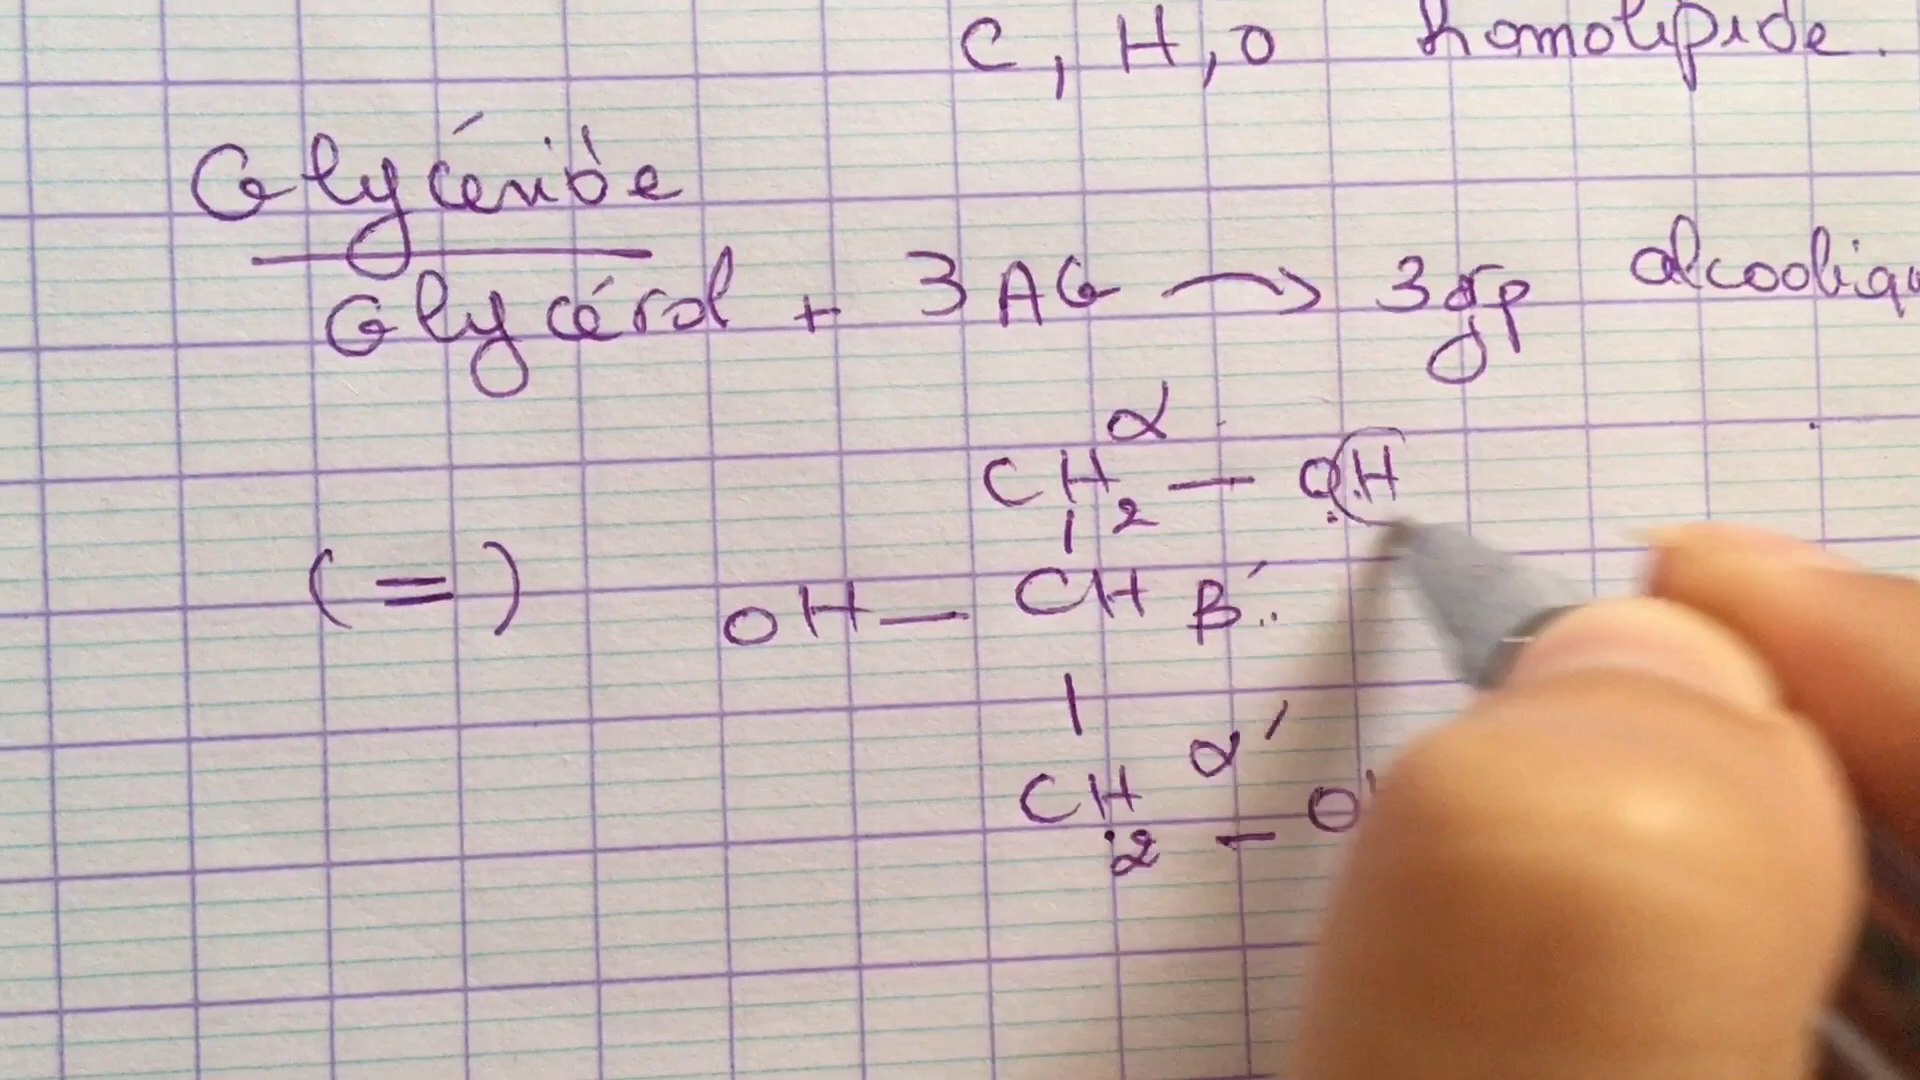 C, H, O homolipide.
Glycéride
Glycérol + 3 AG → 3 gp alcooliqu
α
CH2 — OH
(=) OH — CH β
α'
CH2 — O